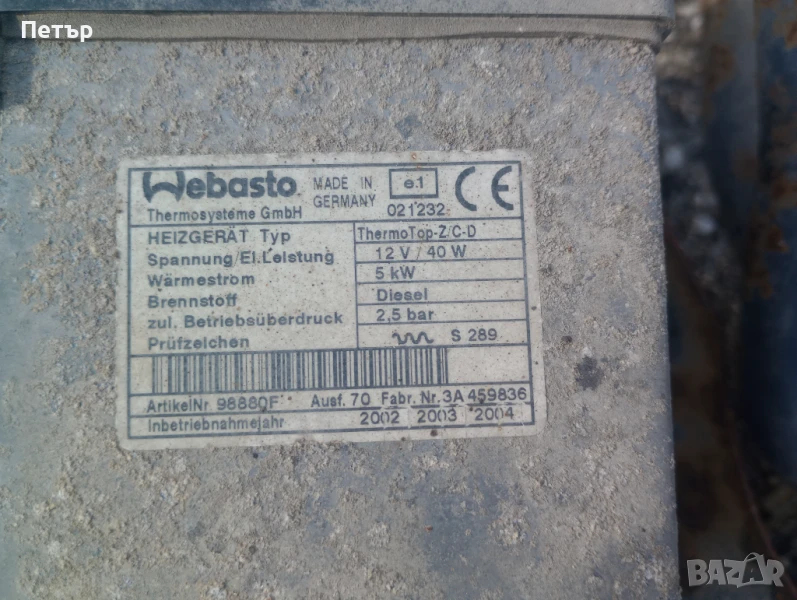 Петър
Webasto
MADE IN GERMANY
e1
CE
Thermosysteme GmbH
021232
HEIZGERÄT Typ ThermoTop-Z/C-D
Spannung/El.Leistung 12 V / 40 W
Wärmestrom 5 kW
Brennstoff Diesel
zul. Betriebsüberdruck 2,5 bar
Prüfzeichen S 289
ArtikelNr. 98880F Ausf. 70 Fabr. Nr. 3A 459836
Inbetriebnahmejahr 2002 2003 2004
BAZAR